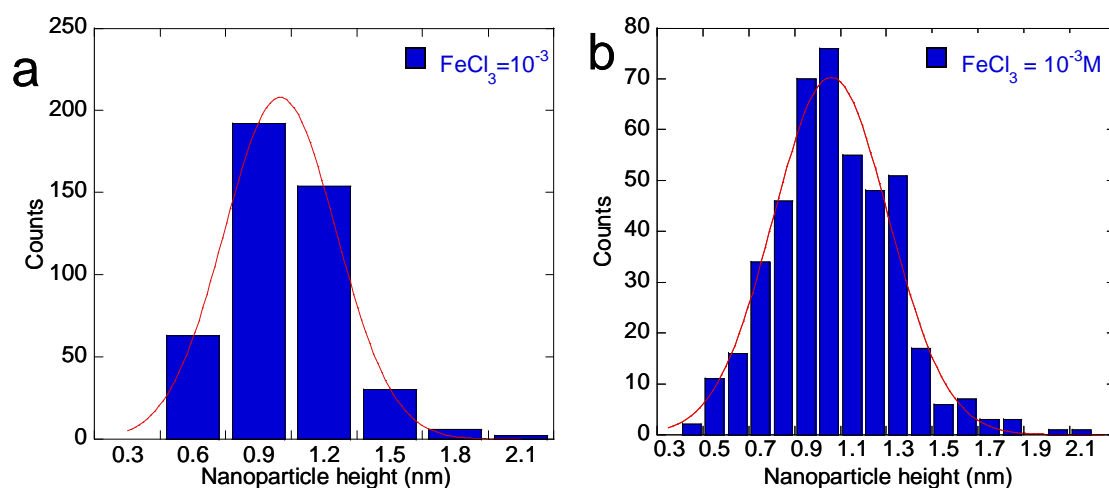 a
FeCl₃=10⁻³
250
200
150
100
50
0
Counts
0.3 0.6 0.9 1.2 1.5 1.8 2.1
Nanoparticle height (nm)
b
FeCl₃ = 10⁻³M
80
70
60
50
40
30
20
10
0
Counts
0.3 0.5 0.7 0.9 1.1 1.3 1.5 1.7 1.9 2.1
Nanoparticle height (nm)